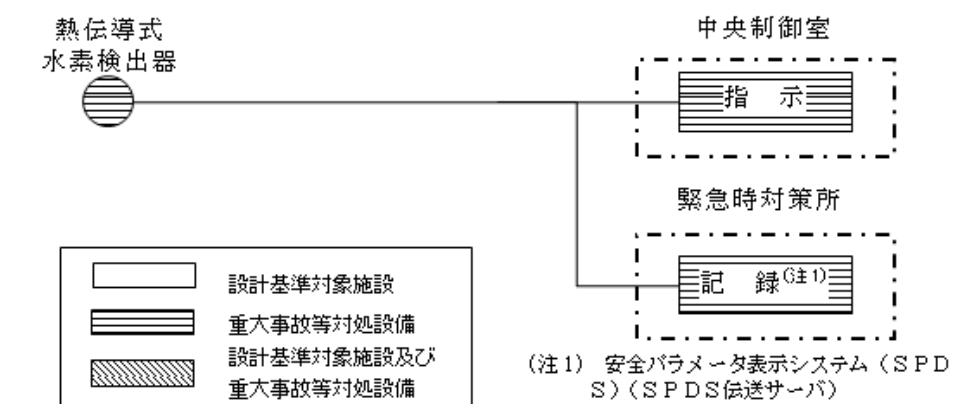 熱伝導式
水素検出器
中央制御室
指　示
緊急時対策所
記　録(注1)
設計基準対象施設
重大事故等対処設備
設計基準対象施設及び
重大事故等対処設備
(注1)　安全パラメータ表示システム（ＳＰＤ
Ｓ）（ＳＰＤＳ伝送サーバ）